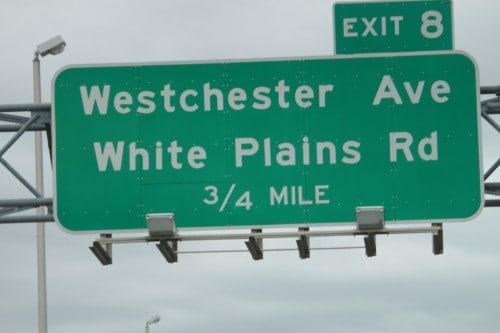 EXIT 8
Westchester Ave
White Plains Rd
3/4 MILE